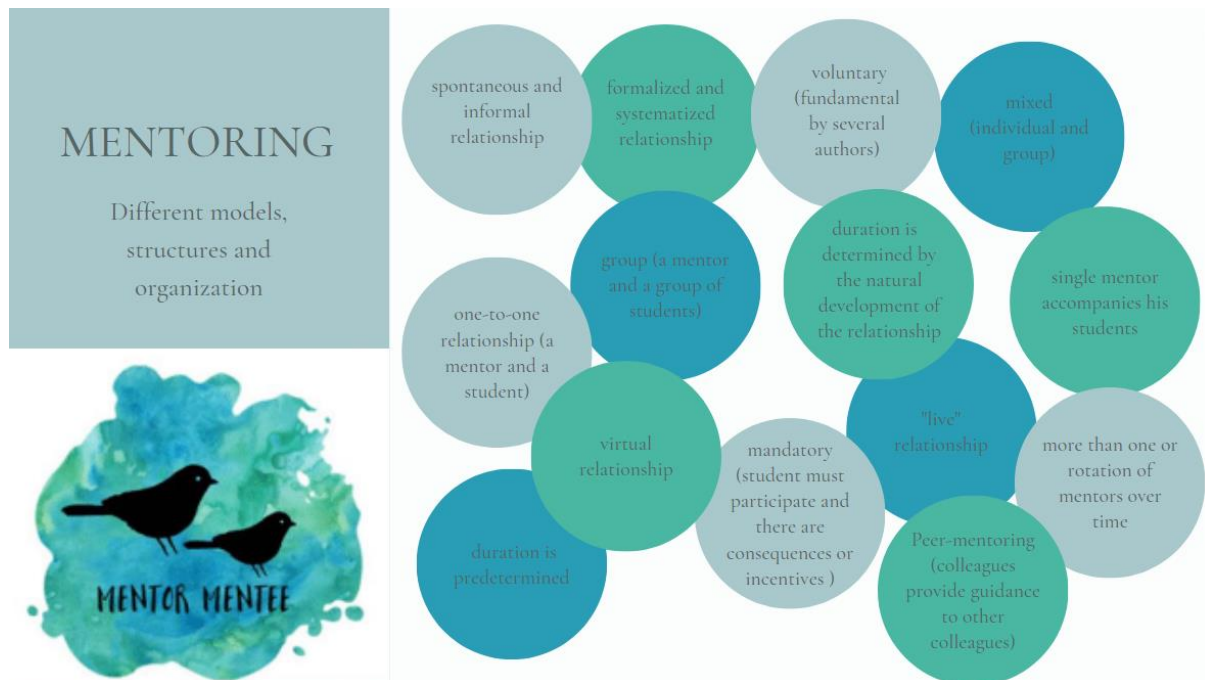 MENTORING
Different models,
structures and
organization
MENTOR MENTEE
spontaneous and
informal
relationship
formalized and
systematized
relationship
voluntary
(fundamental
by several
authors)
mixed
(individual and
group)
group (a mentor
and a group of
students)
duration is
determined by
the natural
development of
the relationship
single mentor
accompanies his
students
one-to-one
relationship (a
mentor and a
student)
virtual
relationship
"live"
relationship
more than one or
rotation of
mentors over
time
duration is
predetermined
mandatory
(student must
participate and
there are
consequences or
incentives )
Peer-mentoring
(colleagues
provide guidance
to other
colleagues)